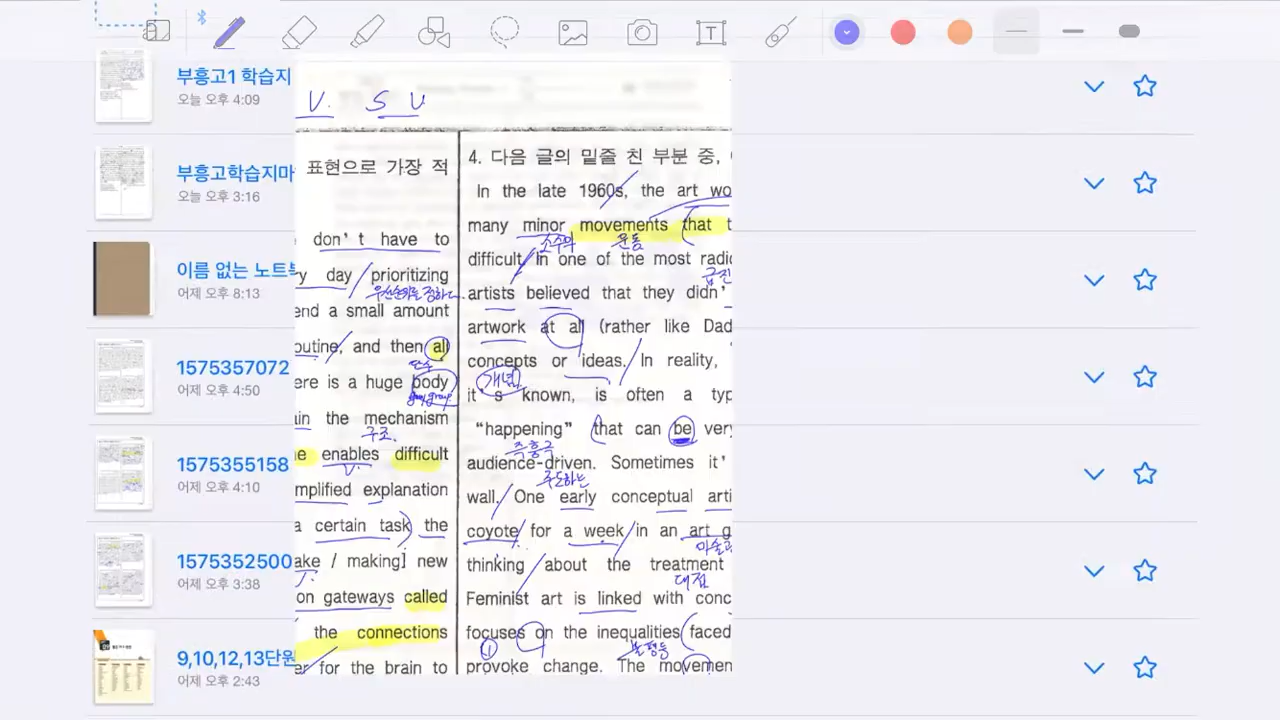 부흥고1 학습지
오늘 오후 4:09
부흥고학습지마
오늘 오후 3:16
이름 없는 노트북
어제 오후 8:13
1575357072
어제 오후 4:50
1575355158
어제 오후 4:10
1575352500
어제 오후 3:38
9,10,12,13단원
어제 오후 2:43
V. S V
표현으로 가장 적
don't have to
day prioritizing
우선순위를 정하다
end a small amount
and then all
ere is a huge body
the mechanism
구조.
enables difficult
V.
mplified explanation
a certain task) the
ake / making] new
on gateways called
the connections
for the brain to
4. 다음 글의 밑줄 친 부분 중,
In the late 1960s, the art wo
many minor movements that t
소수의 운동
difficult. In one of the most radi
급진
artists believed that they didn'
artwork at all (rather like Dad
concepts or ideas. In reality,
개념
it's known, is often a typ
"happening" (that can be very
즉흥극
audience-driven. Sometimes it'
주도하는
wall. One early conceptual arti
coyote for a week in an art g
미술관
thinking about the treatment
대접
Feminist art is linked with conc
focuses on the inequalities (faced
① 불평등
provoke change. The movemen
T